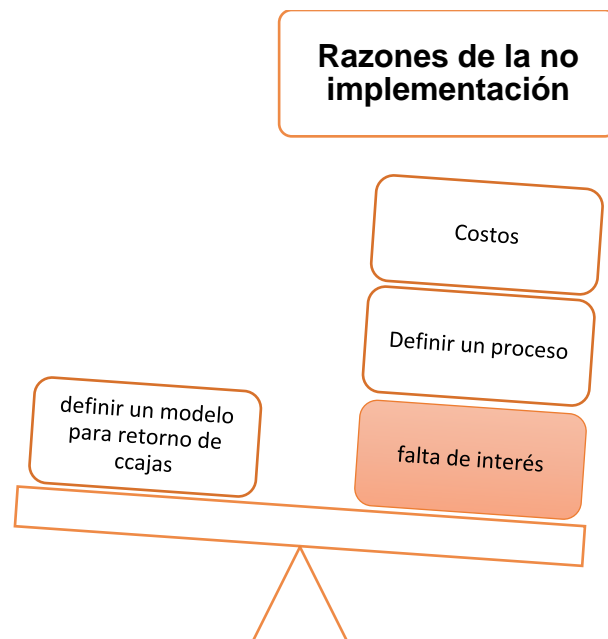 Razones de la no
implementación
Costos
Definir un proceso
definir un modelo
para retorno de
ccajas
falta de interés